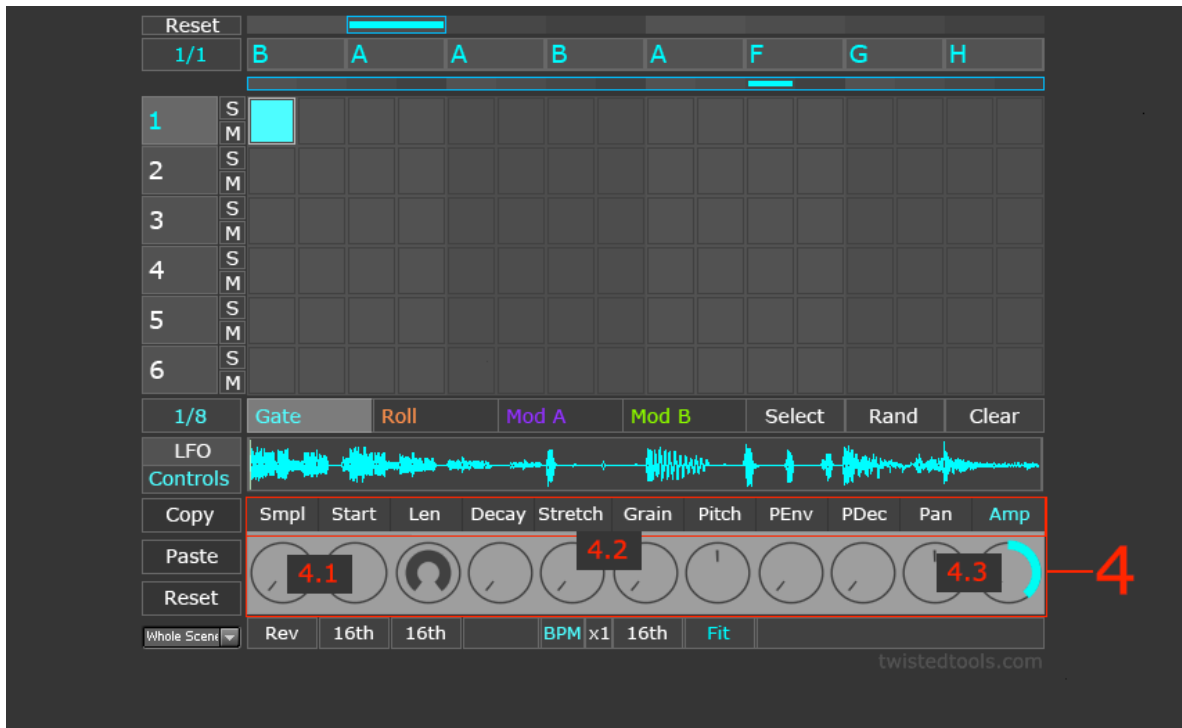 Reset
1/1 B A A B A F G H
1 S
M
2 S
M
3 S
M
4 S
M
5 S
M
6 S
M
1/8 Gate Roll Mod A Mod B Select Rand Clear
LFO
Controls
Copy Smpl Start Len Decay Stretch Grain Pitch PEnv PDec Pan Amp
Paste 4.1 4.2 4.3 4
Reset
Whole Scene Rev 16th 16th BPM x1 16th Fit
twistedtools.com